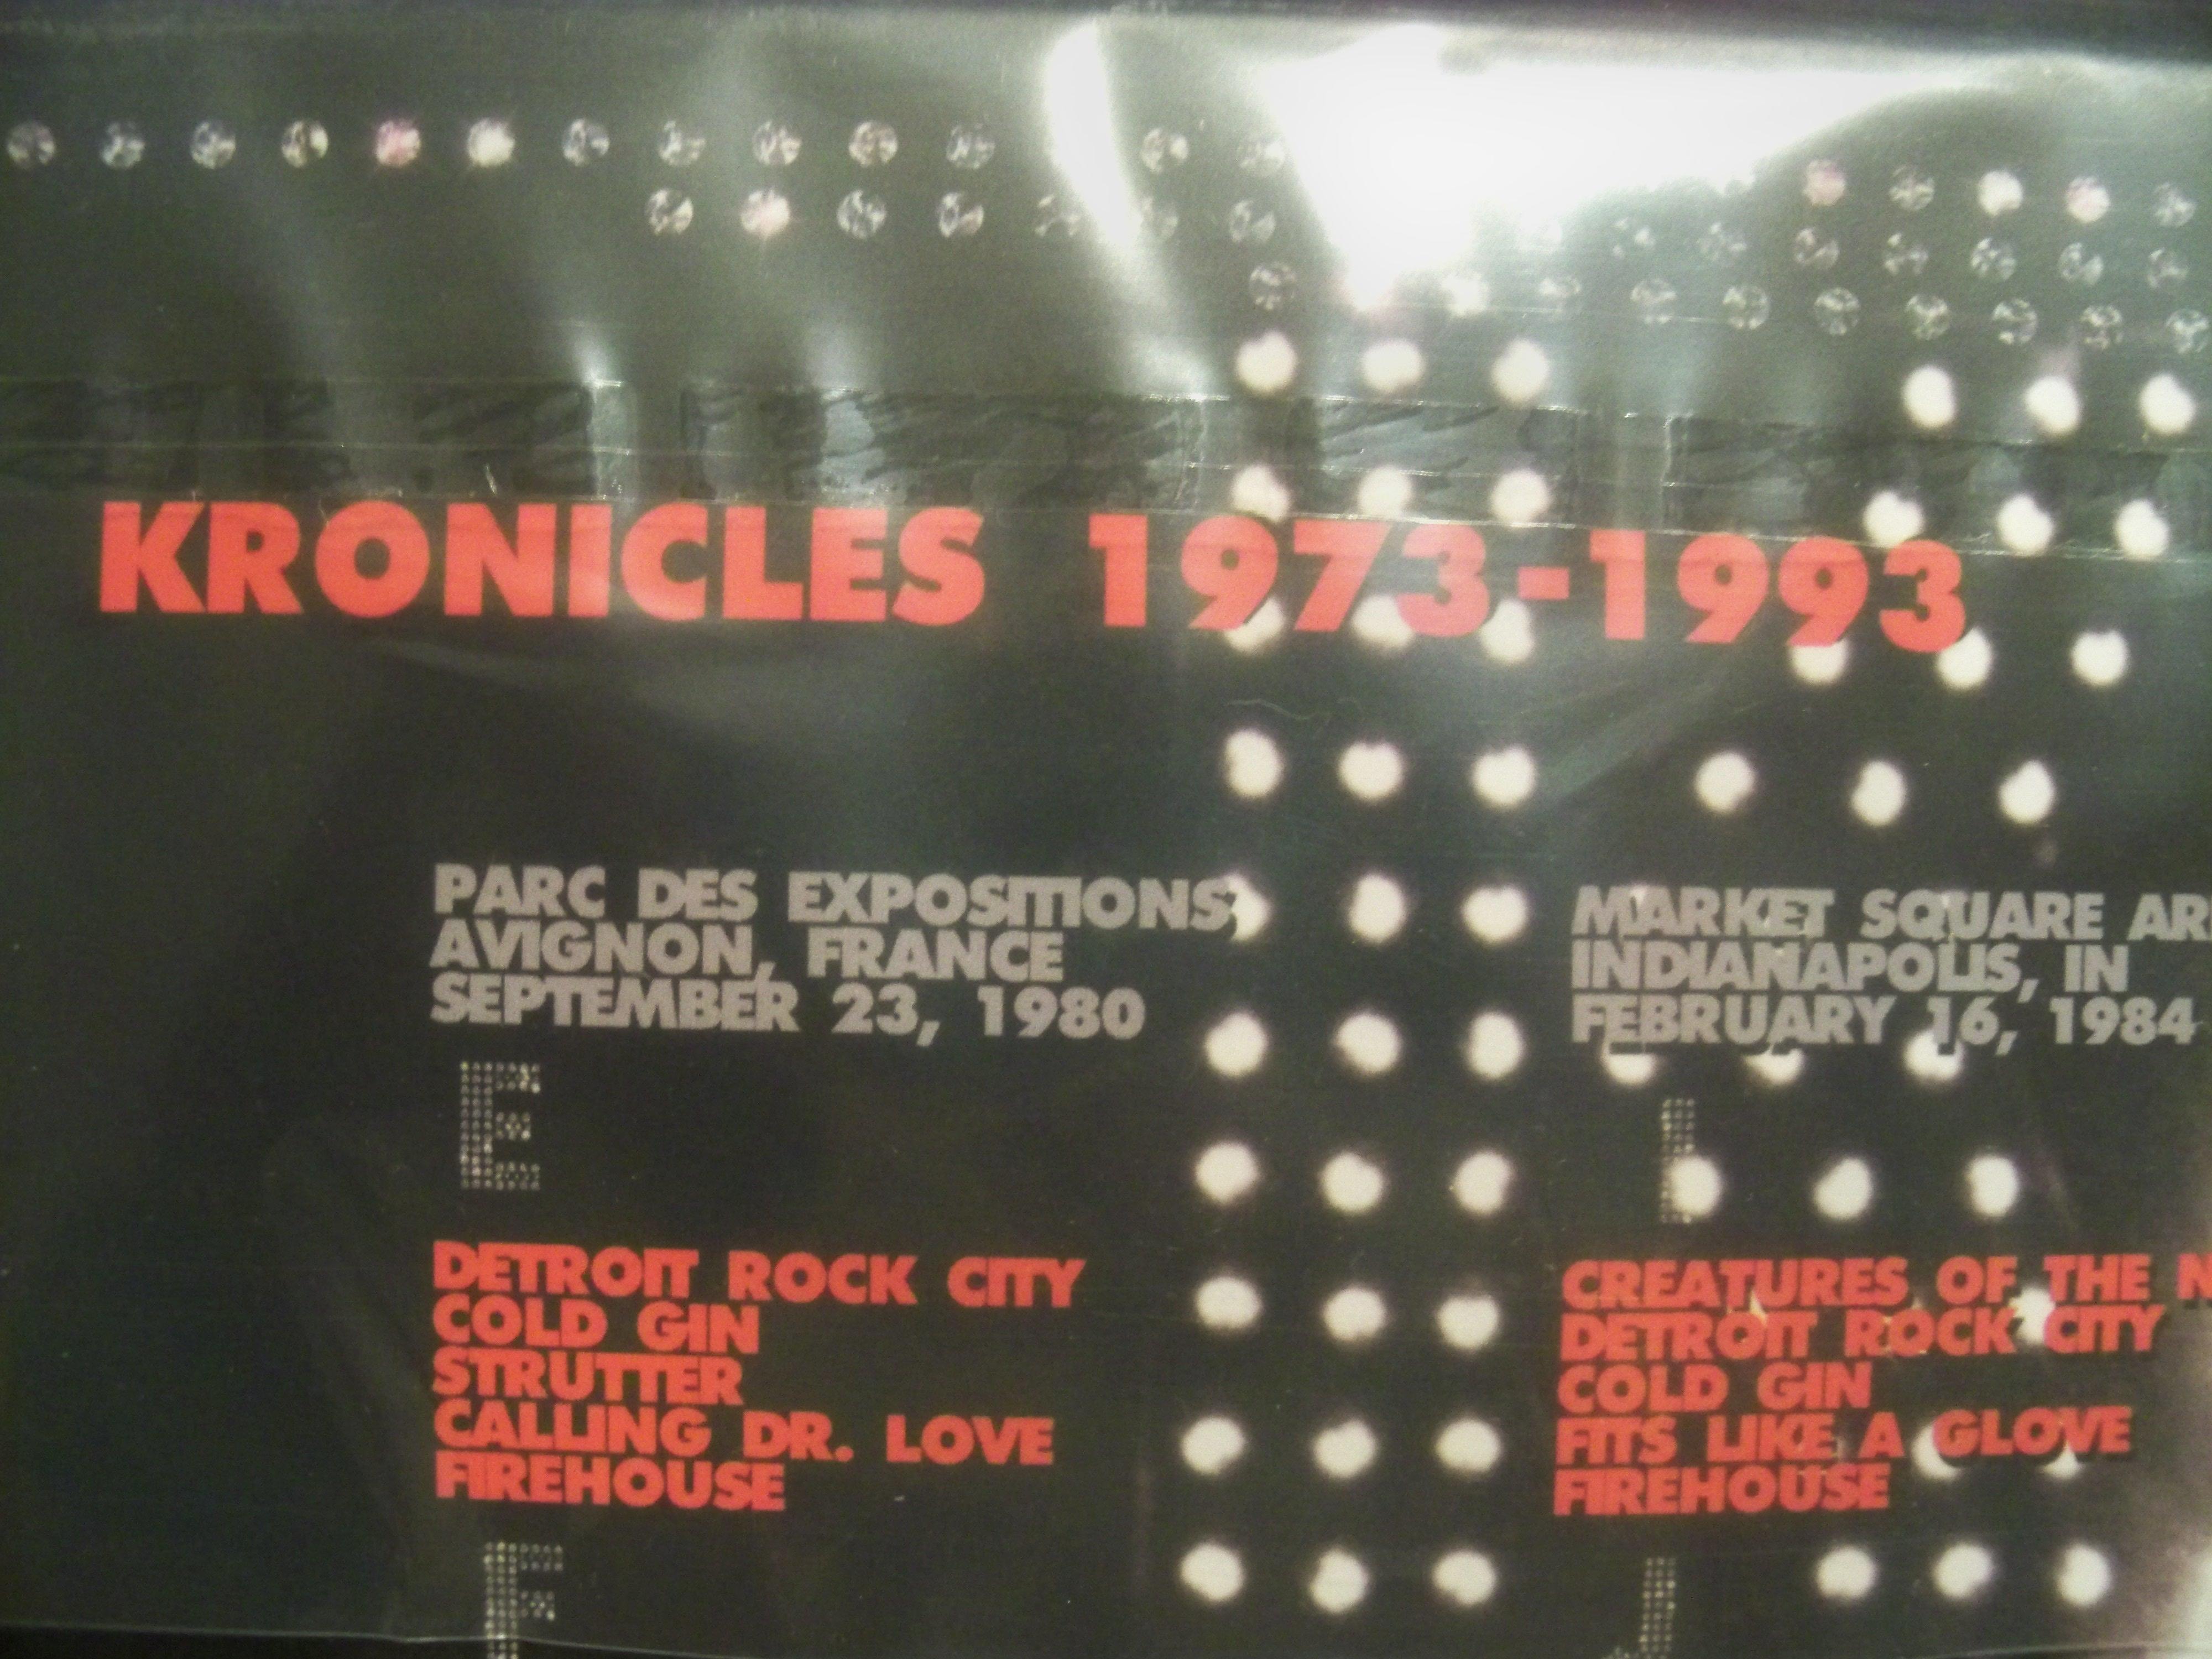 KRONICLES 1973-1993
PARC DES EXPOSITIONS,
AVIGNON, FRANCE
SEPTEMBER 23, 1980
E
DETROIT ROCK CITY
COLD GIN
STRUTTER
CALLING DR. LOVE
FIREHOUSE
F
MARKET SQUARE
INDIANAPOLIS, IN
FEBRUARY 16, 1984
I
CREATURES OF THE
DETROIT ROCK CITY
COLD GIN
FITS LIKE A GLOVE
FIREHOUSE
J